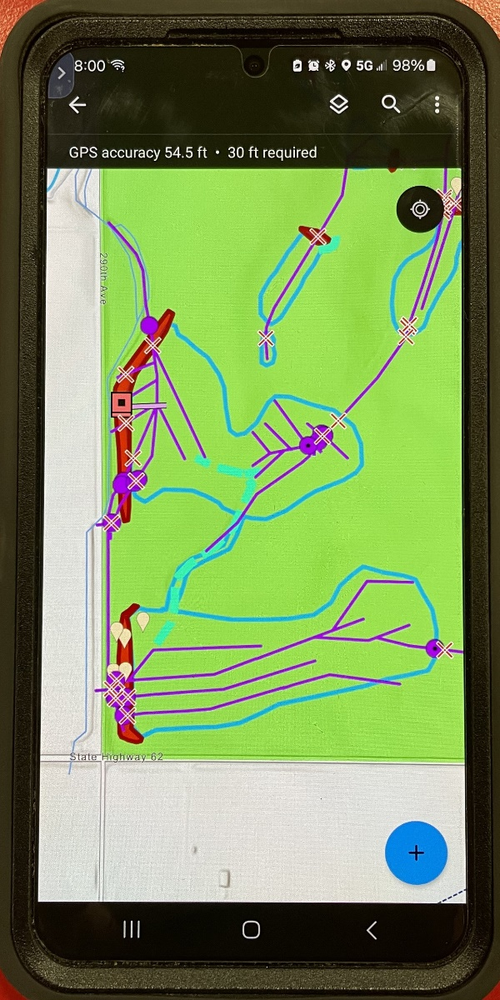 8:00 5G 98%
GPS accuracy 54.5 ft • 30 ft required
290th Ave
State Highway 62